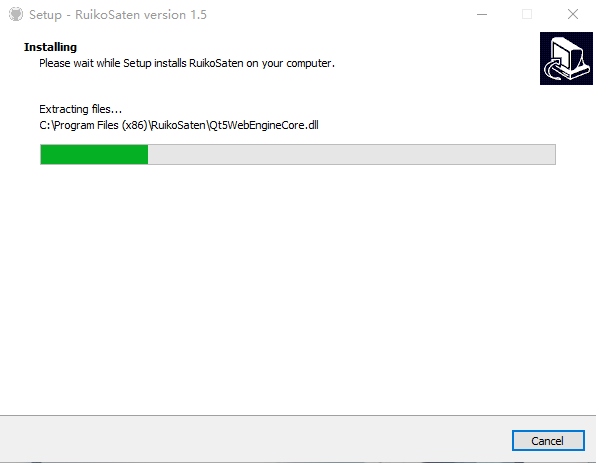 Setup - RuikoSaten version 1.5
Installing
Please wait while Setup installs RuikoSaten on your computer.
Extracting files...
C:\Program Files (x86)\RuikoSaten\Qt5WebEngineCore.dll
Cancel